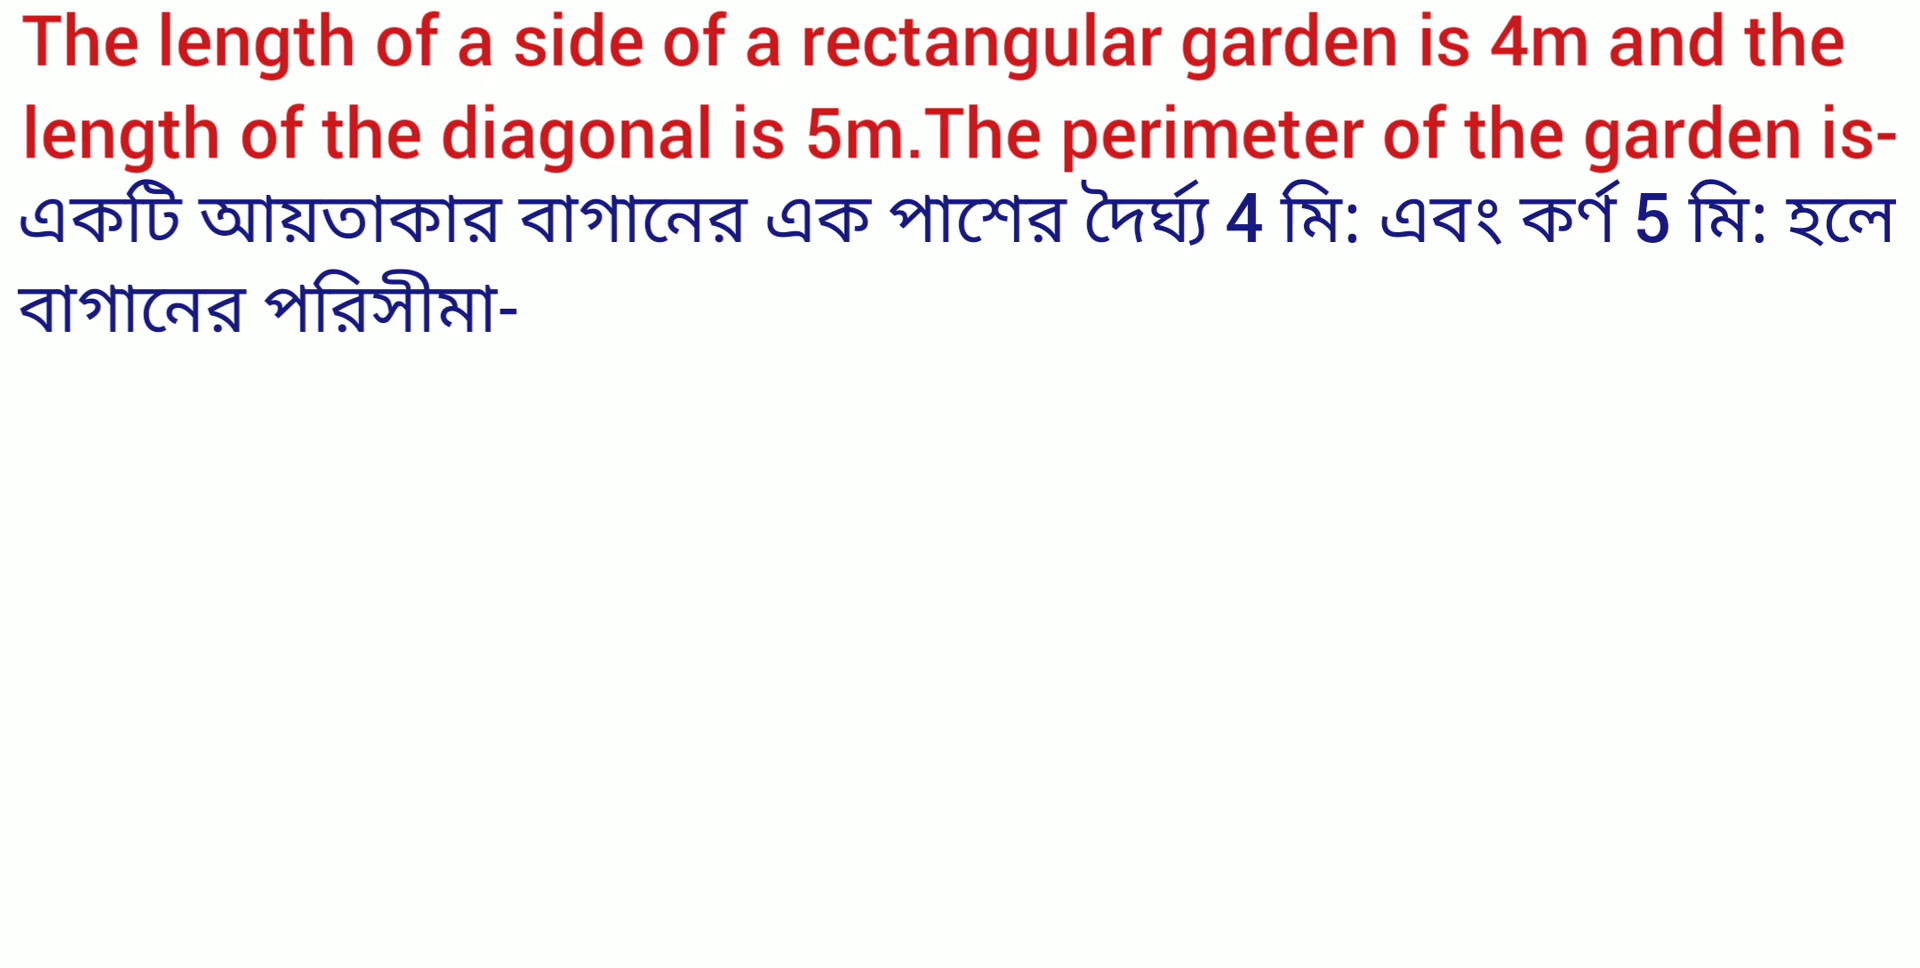 The length of a side of a rectangular garden is 4m and the
length of the diagonal is 5m.The perimeter of the garden is-
একটি আয়তাকার বাগানের এক পাশের দৈর্ঘ্য 4 মি: এবং কর্ণ 5 মি: হলে
বাগানের পরিসীমা-